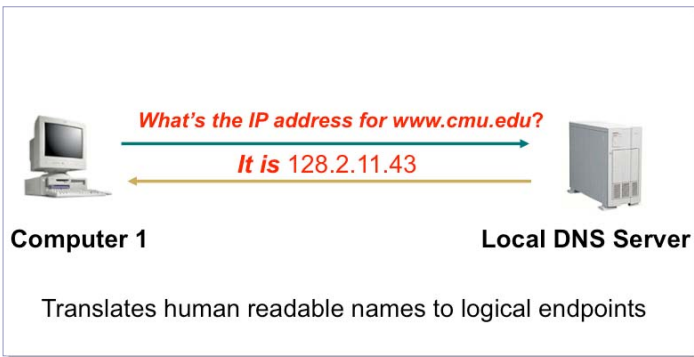 What's the IP address for www.cmu.edu?
It is 128.2.11.43
Computer 1
Local DNS Server
Translates human readable names to logical endpoints